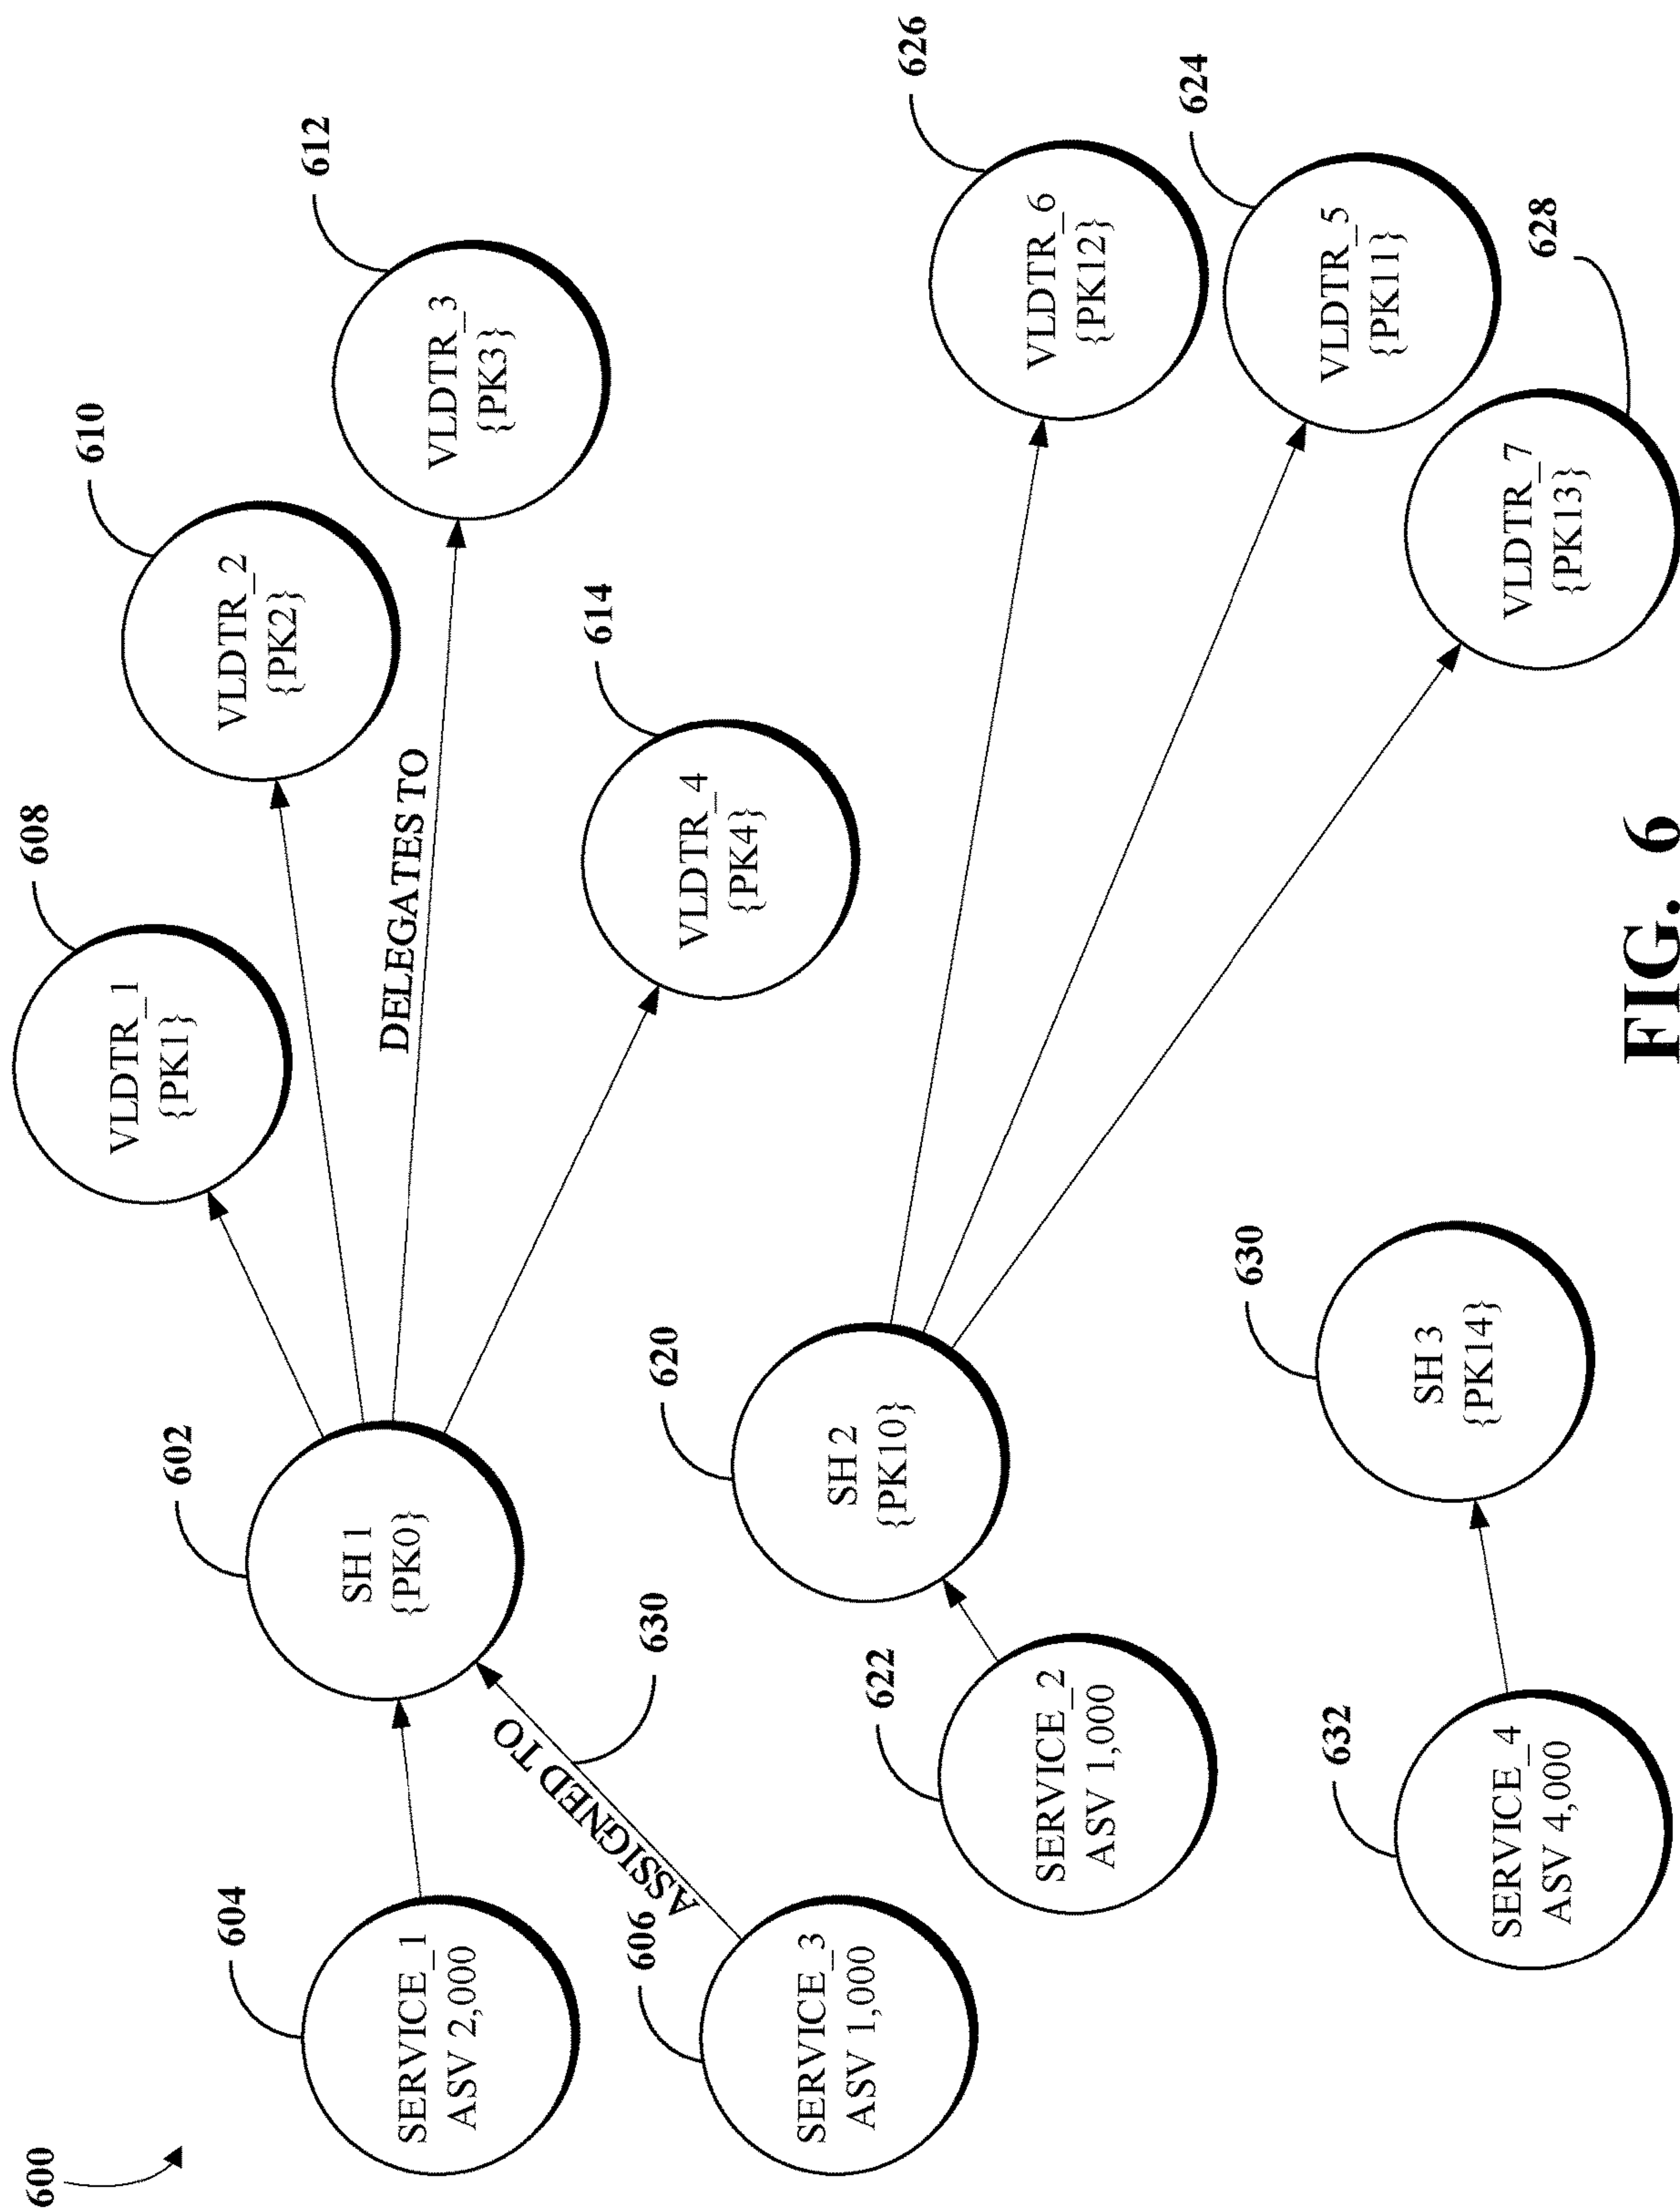 600
604
SERVICE_1
ASV 2,000
602
SH 1
{PK0}
608
VLDTR_1
{PK1}
610
VLDTR_2
{PK2}
612
VLDTR_3
{PK3}
DELEGATES TO
614
VLDTR_4
{PK4}
606
SERVICE_3
ASV 1,000
ASSIGNED TO
630
620
SH 2
{PK10}
622
SERVICE_2
ASV 1,000
626
VLDTR_6
{PK12}
624
VLDTR_5
{PK11}
628
VLDTR_7
{PK13}
632
SERVICE_4
ASV 4,000
630
SH 3
{PK14}
FIG. 6